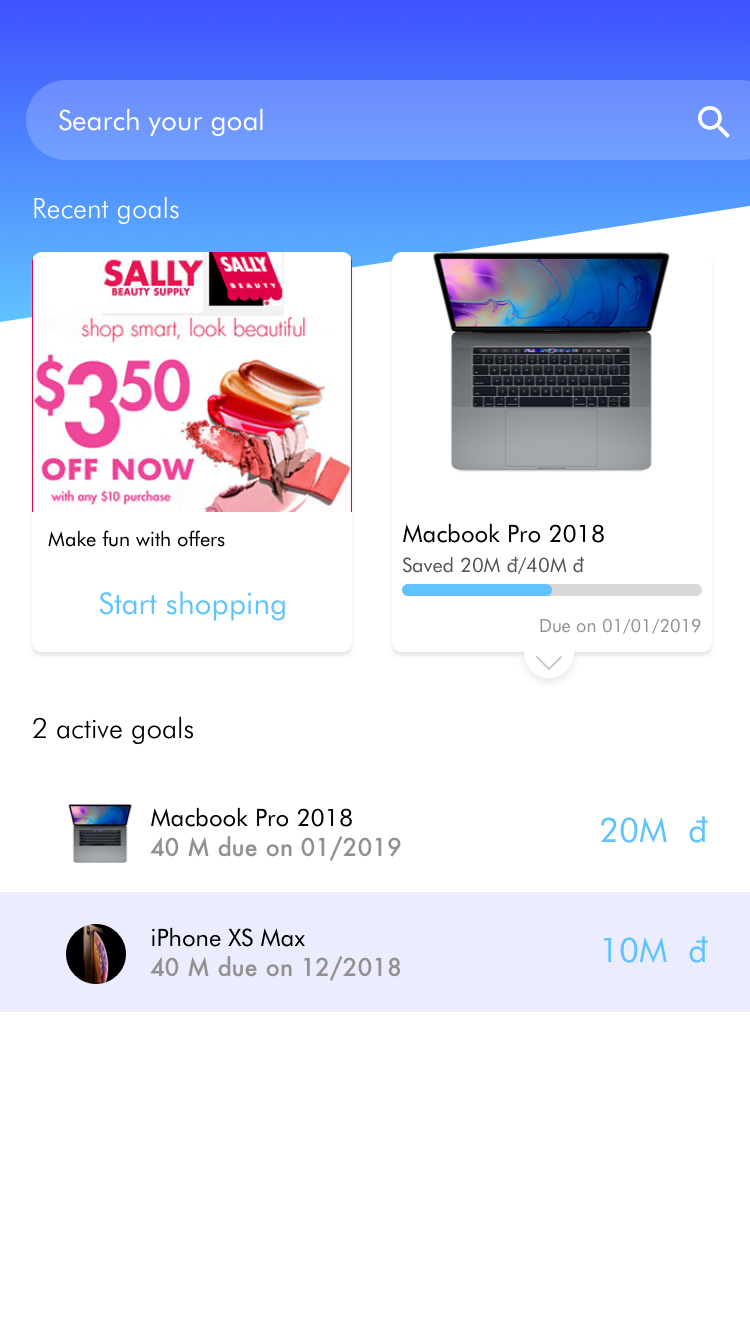 Search your goal
Recent goals
SALLY
BEAUTY SUPPLY
SALLY
BEAUTY
shop smart, look beautiful
$3.50
OFF NOW
with any $10 purchase
Make fun with offers
Start shopping
Macbook Pro 2018
Saved 20M đ/40M đ
Due on 01/01/2019
2 active goals
Macbook Pro 2018
40 M due on 01/2019
20M đ
iPhone XS Max
40 M due on 12/2018
10M đ